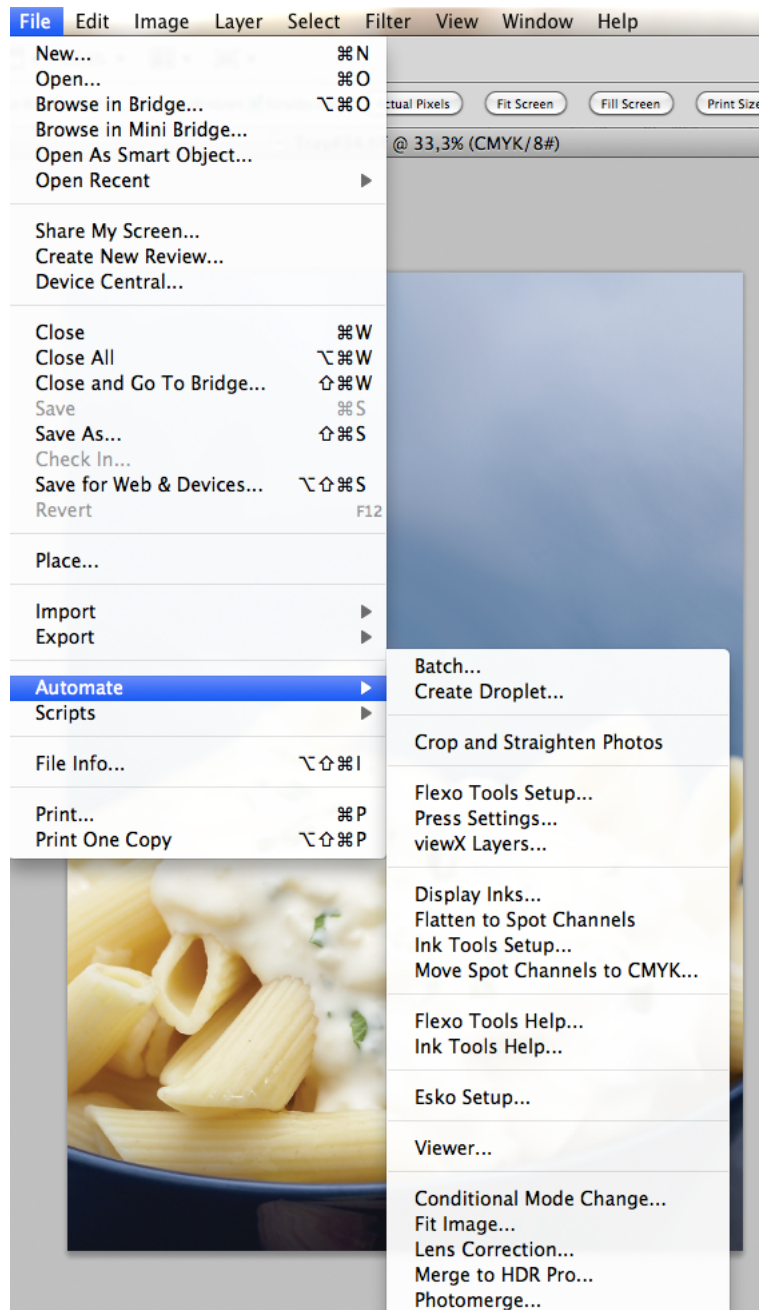 File Edit Image Layer Select Filter View Window Help
New... ⌘N
Open... ⌘O
Browse in Bridge... ⌥⌘O
Browse in Mini Bridge...
Open As Smart Object...
Open Recent ▶
Share My Screen...
Create New Review...
Device Central...
Close ⌘W
Close All ⌥⌘W
Close and Go To Bridge... ⇧⌘W
Save ⌘S
Save As... ⇧⌘S
Check In...
Save for Web & Devices... ⌥⇧⌘S
Revert F12
Place...
Import ▶
Export ▶
Automate ▶
Scripts ▶
File Info... ⌥⇧⌘I
Print... ⌘P
Print One Copy ⌥⇧⌘P
ctual Pixels Fit Screen Fill Screen Print Size
@ 33,3% (CMYK/8#)
Batch...
Create Droplet...
Crop and Straighten Photos
Flexo Tools Setup...
Press Settings...
viewX Layers...
Display Inks...
Flatten to Spot Channels
Ink Tools Setup...
Move Spot Channels to CMYK...
Flexo Tools Help...
Ink Tools Help...
Esko Setup...
Viewer...
Conditional Mode Change...
Fit Image...
Lens Correction...
Merge to HDR Pro...
Photomerge...